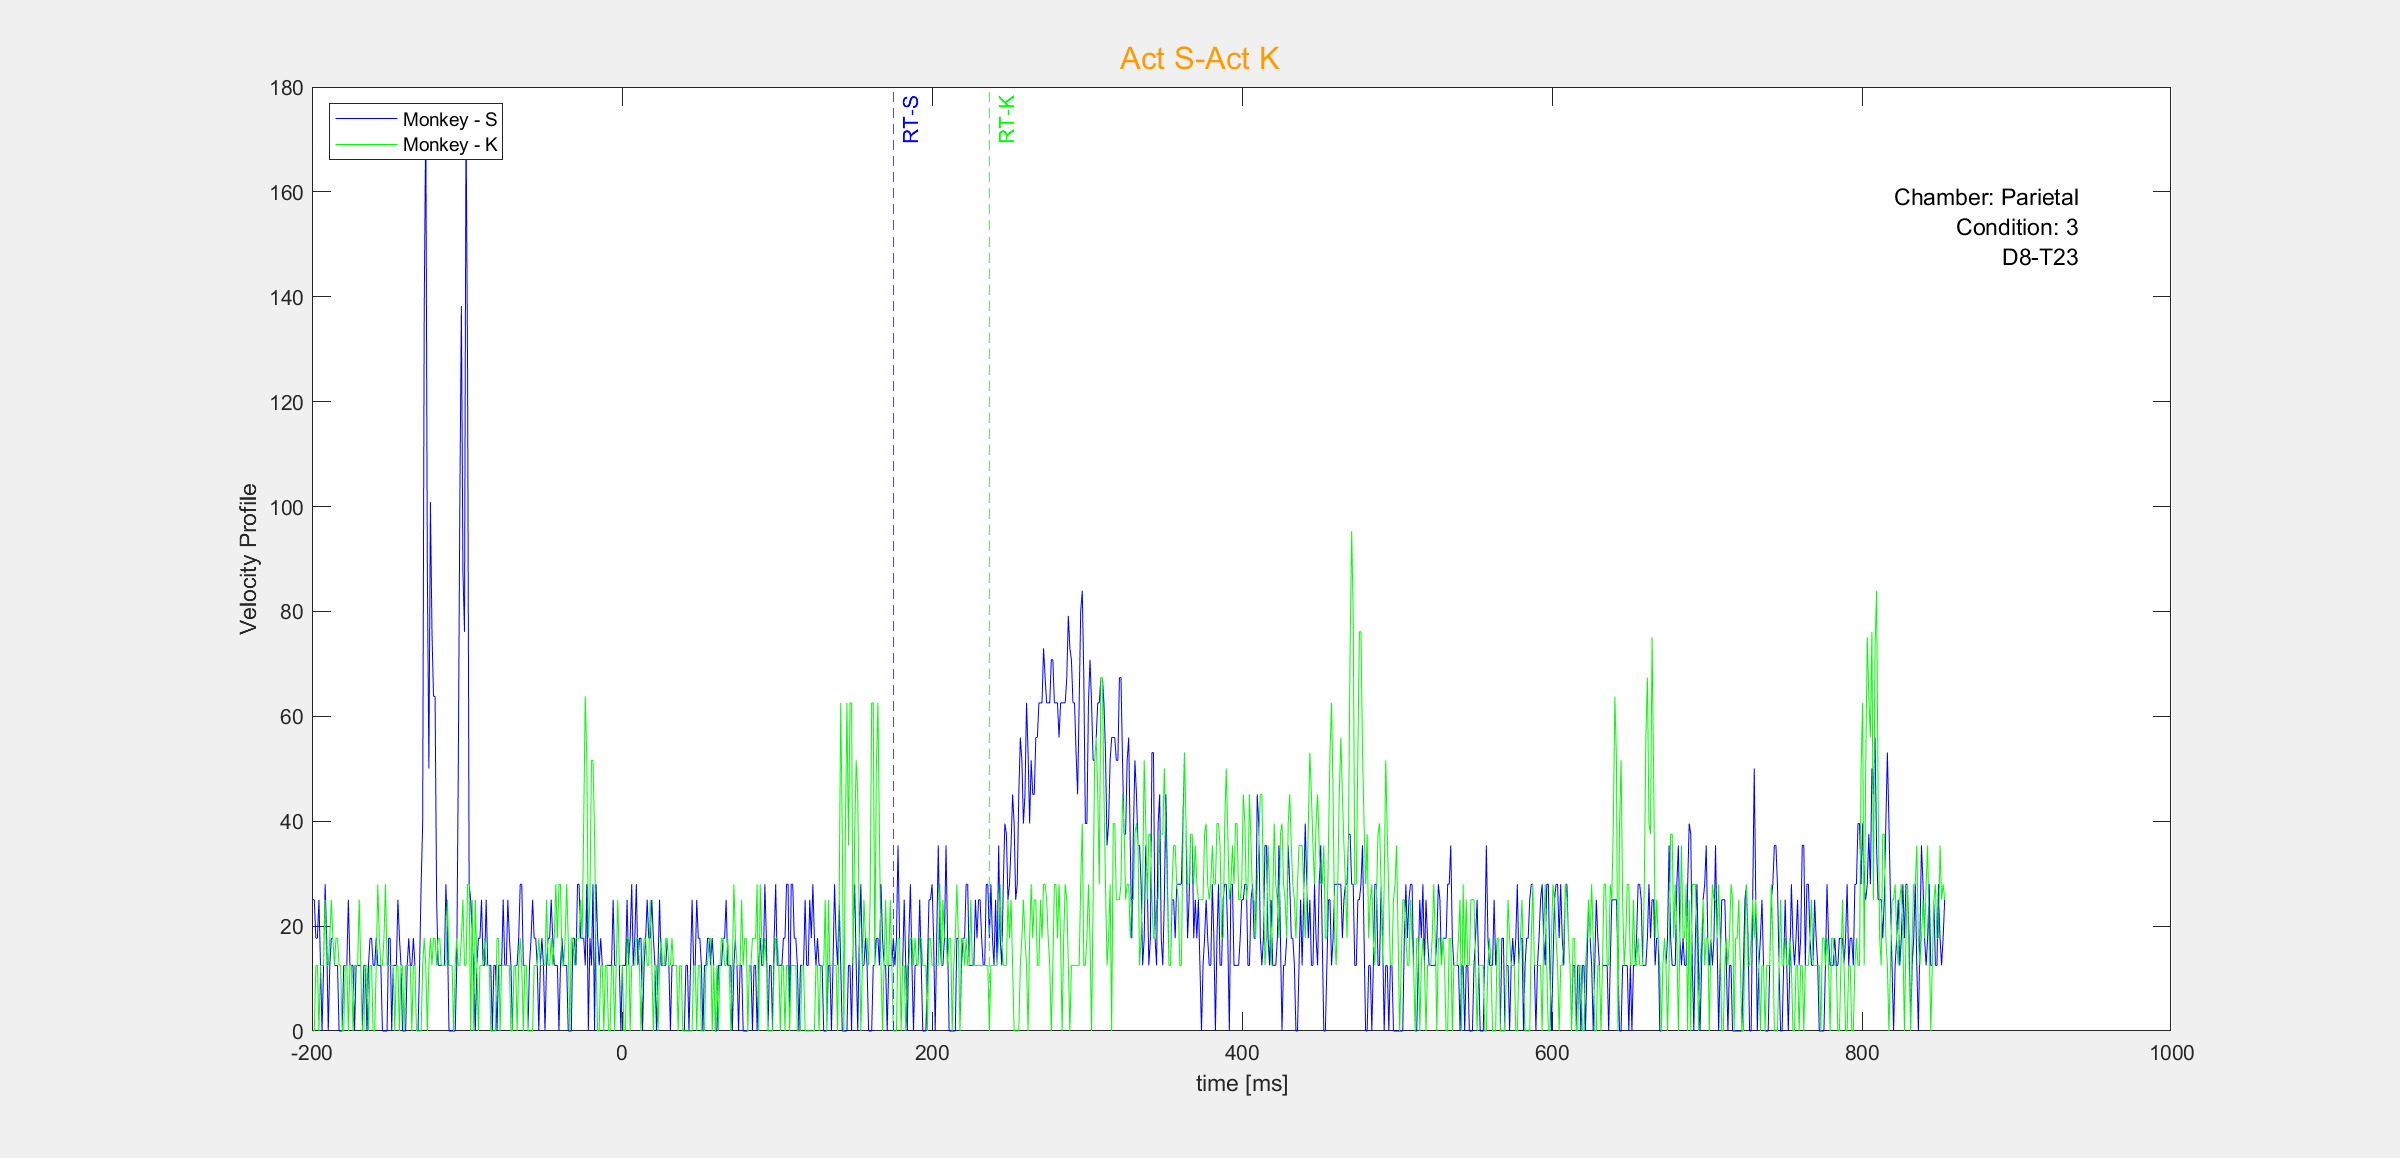 Act S-Act K
180
160
140
120
100
80
60
40
20
0
Velocity Profile
Monkey - S
Monkey - K
RT-S
RT-K
Chamber: Parietal
Condition: 3
D8-T23
-200 0 200 400 600 800 1000
time [ms]